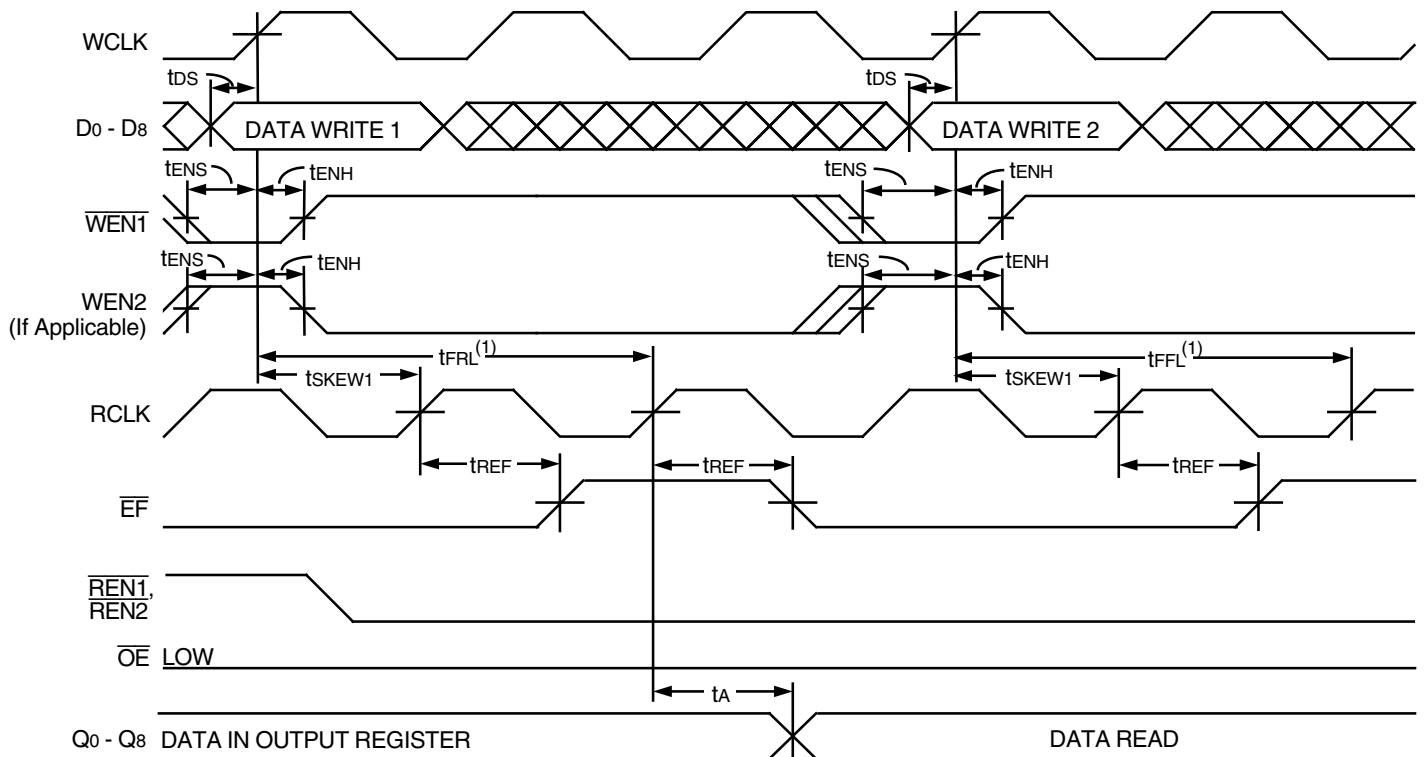 WCLK
tDS tDS
D0 - D8 DATA WRITE 1 DATA WRITE 2
tENS tENH tENS tENH
WEN1
tENS tENH tENS tENH
WEN2
(If Applicable)
tFRL(1) tFFL(1)
tSKEW1 tSKEW1
RCLK
tREF tREF tREF
EF
REN1,
REN2
OE LOW
tA
Q0 - Q8 DATA IN OUTPUT REGISTER DATA READ